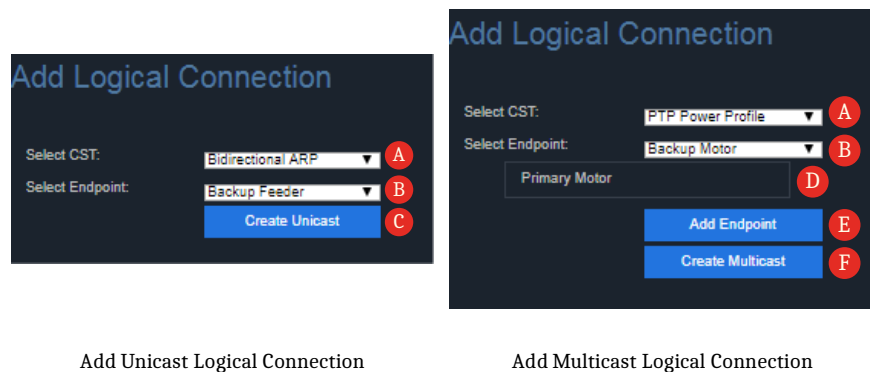 Add Logical Connection
Select CST:
Bidirectional ARP
A
Select Endpoint:
Backup Feeder
B
Create Unicast
C
Add Unicast Logical Connection
Add Logical Connection
Select CST:
PTP Power Profile
A
Select Endpoint:
Backup Motor
B
Primary Motor
D
Add Endpoint
E
Create Multicast
F
Add Multicast Logical Connection